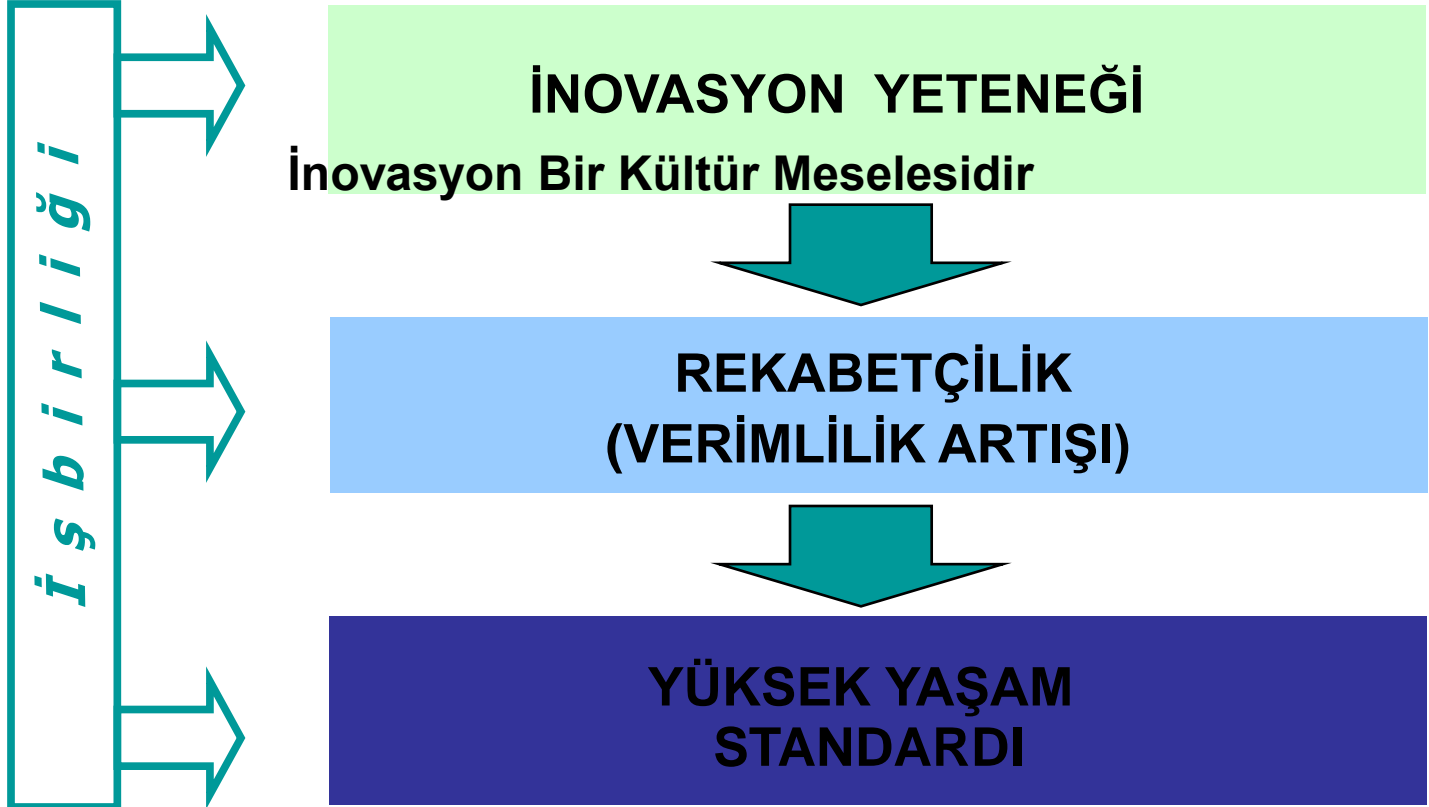 İşbirliği
İNOVASYON YETENEĞİ
İnovasyon Bir Kültür Meselesidir
REKABETÇİLİK
(VERİMLİLİK ARTIŞI)
YÜKSEK YAŞAM
STANDARDI